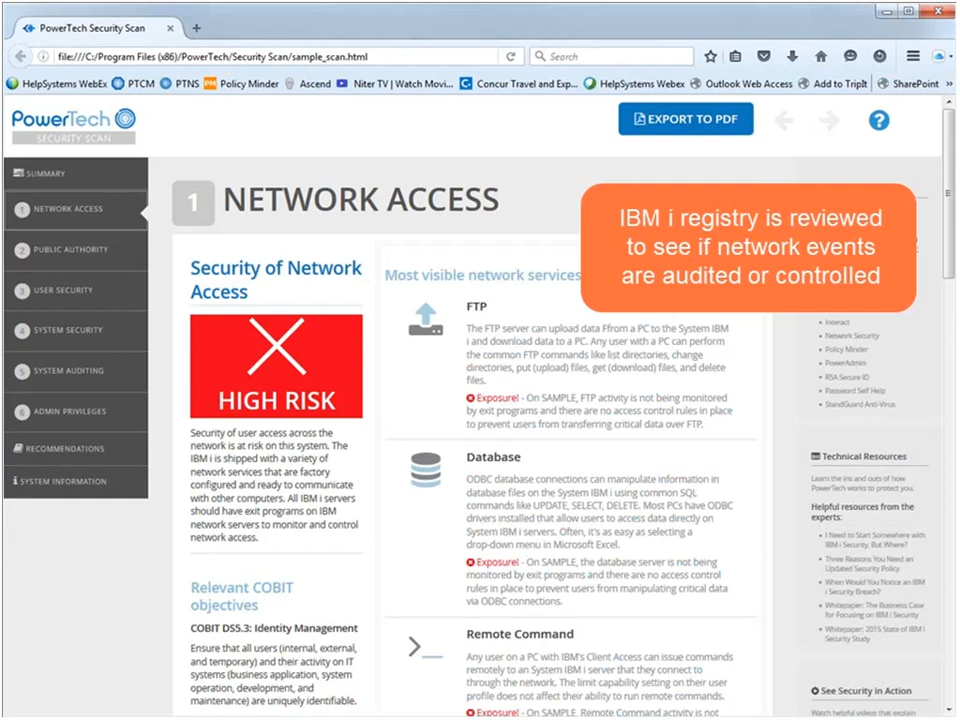 PowerTech Security Scan
file:///C:/Program Files (x86)/PowerTech/Security Scan/sample_scan.html
Search
HelpSystems WebEx
PTCM
PTNS
Policy Minder
Ascend
Niter TV | Watch Movi...
Concur Travel and Exp...
HelpSystems Webex
Outlook Web Access
Add to TripIt
SharePoint
PowerTech
SECURITY SCAN
EXPORT TO PDF
?
SUMMARY
1 NETWORK ACCESS
2 PUBLIC AUTHORITY
3 USER SECURITY
4 SYSTEM SECURITY
5 SYSTEM AUDITING
6 ADMIN PRIVILEGES
RECOMMENDATIONS
SYSTEM INFORMATION
1 NETWORK ACCESS
IBM i registry is reviewed
to see if network events
are audited or controlled
Security of Network
Access
HIGH RISK
Security of user access across the
network is at risk on this system. The
IBM i is shipped with a variety of
network services that are factory
configured and ready to communicate
with other computers. All IBM i servers
should have exit programs on IBM
network servers to monitor and control
network access.
Relevant COBIT
objectives
COBIT DS5.3: Identity Management
Ensure that all users (internal, external,
and temporary) and their activity on IT
systems (business application, system
operation, development, and
maintenance) are uniquely identifiable.
Most visible network services
FTP
The FTP server can upload data Ffrom a PC to the System IBM
i and download data to a PC. Any user with a PC can perform
the common FTP commands like list directories, change
directories, put (upload) files, get (download) files, and delete
files.
Exposure! - On SAMPLE, FTP activity is not being monitored
by exit programs and there are no access control rules in place
to prevent users from transferring critical data over FTP.
Database
ODBC database connections can manipulate information in
database files on the System IBM i using common SQL
commands like UPDATE, SELECT, DELETE. Most PCs have ODBC
drivers installed that allow users to access data directly on
System IBM i servers. Often, it's as easy as selecting a
drop-down menu in Microsoft Excel.
Exposure! - On SAMPLE, the database server is not being
monitored by exit programs and there are no access control
rules in place to prevent users from manipulating critical data
via ODBC connections.
Remote Command
Any user on a PC with IBM's Client Access can issue commands
remotely to an System IBM i server that they connect to
through the network. The limit capability setting on their user
profile does not affect their ability to run remote commands.
Exposure! - On SAMPLE, Remote Command activity is not
Interact
Network Security
Policy Minder
PowerAdmin
RSA Secure ID
Password Self Help
StandGuard Anti-Virus
Technical Resources
Learn the ins and outs of how
PowerTech works to protect you.
Helpful resources from the
experts:
I Need to Start Somewhere with
IBM i Security, But Where?
Three Reasons You Need an
Updated Security Policy
When Would You Notice an IBM
i Security Breach?
Whitepaper: The Business Case
for Focusing on IBM i Security
Whitepaper: 2015 State of IBM i
Security Study
See Security in Action
Watch helpful videos that explain